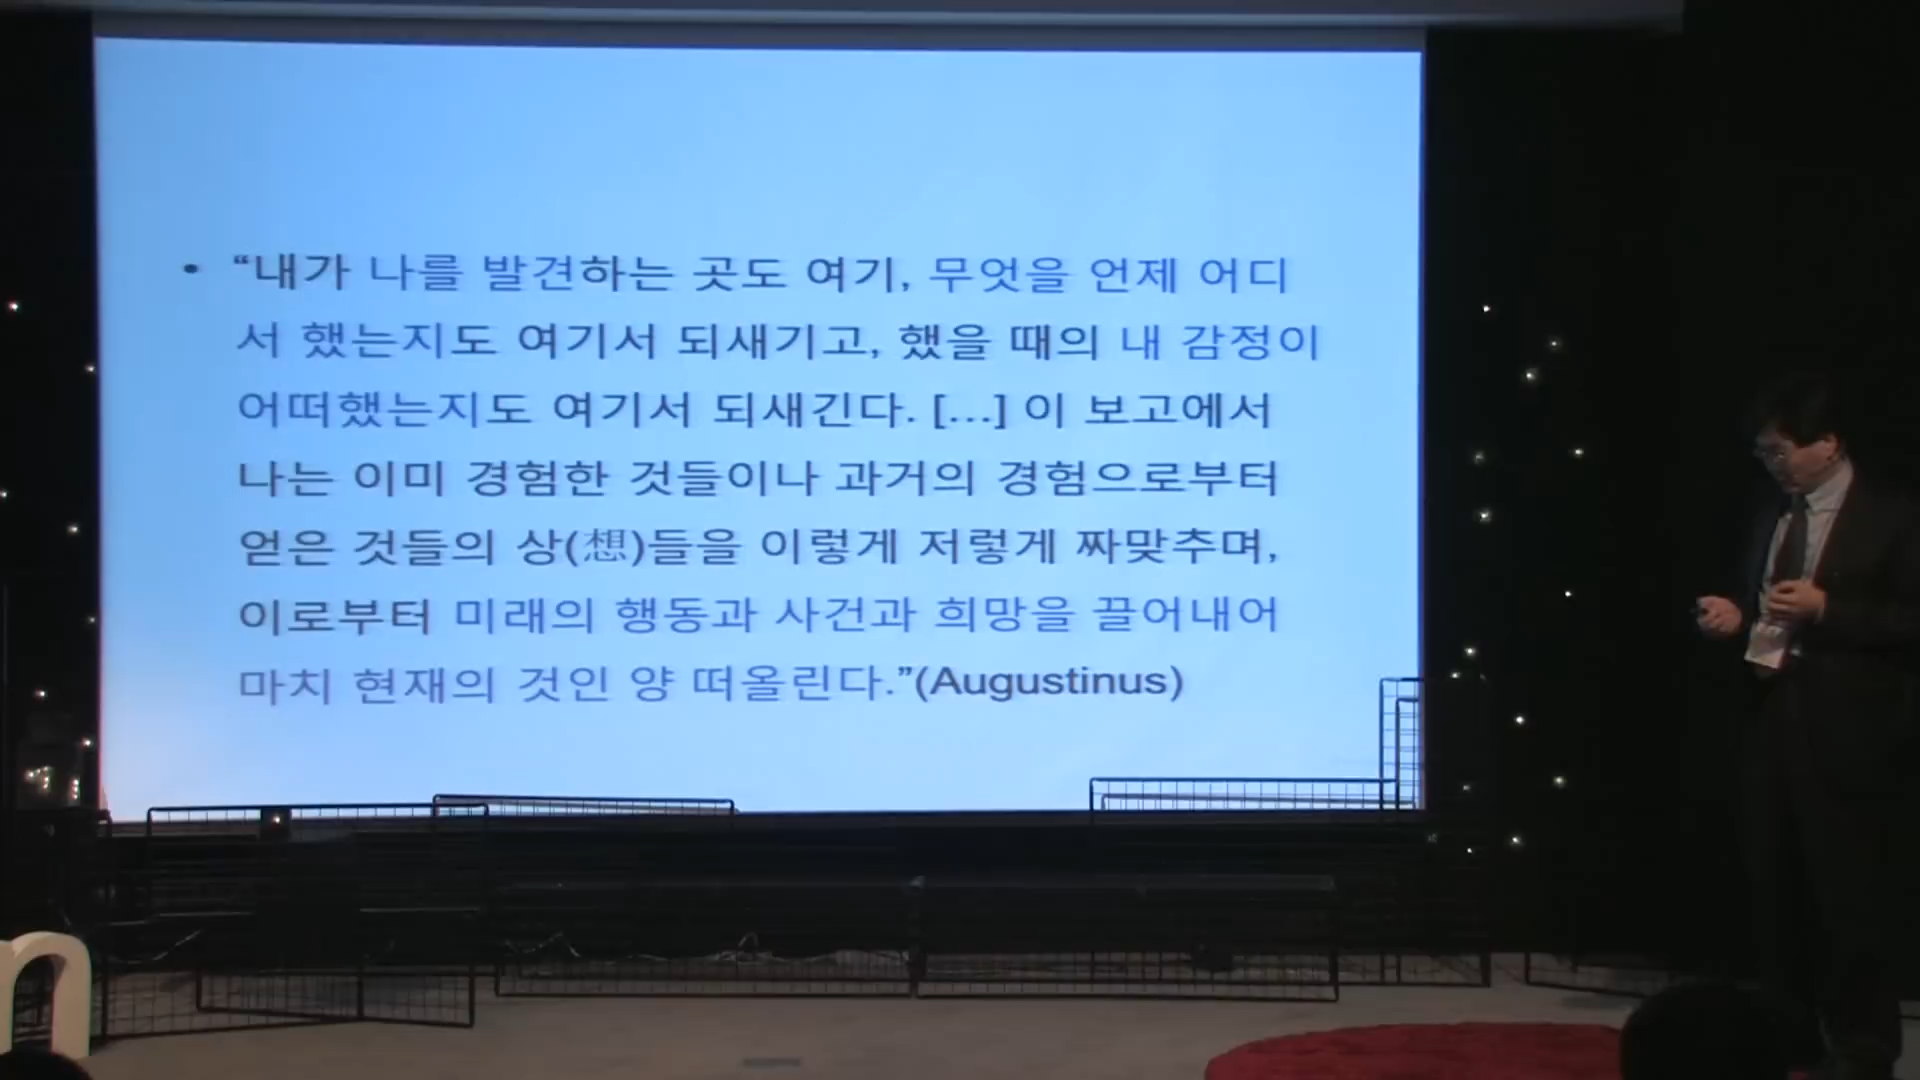 • “내가 나를 발견하는 곳도 여기, 무엇을 언제 어디
서 했는지도 여기서 되새기고, 했을 때의 내 감정이
어떠했는지도 여기서 되새긴다. [...] 이 보고에서
나는 이미 경험한 것들이나 과거의 경험으로부터
얻은 것들의 상(想)들을 이렇게 저렇게 짜맞추며,
이로부터 미래의 행동과 사건과 희망을 끌어내어
마치 현재의 것인 양 떠올린다.”(Augustinus)
n